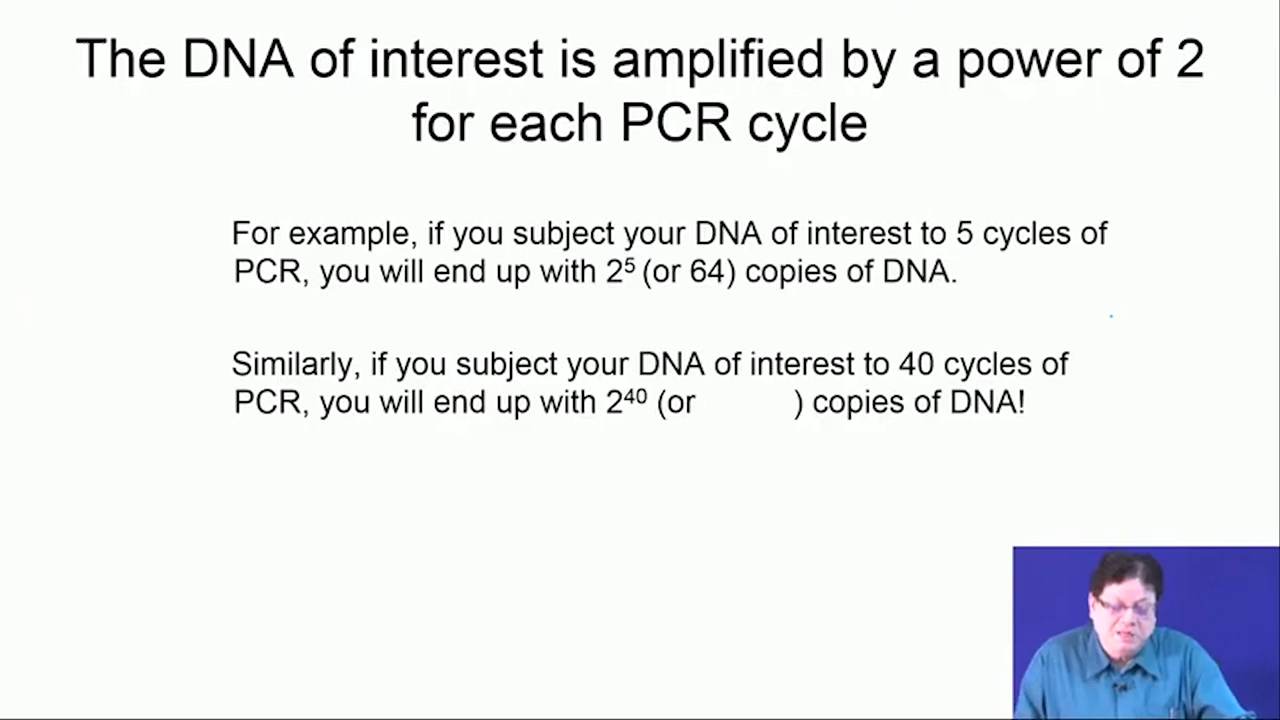 The DNA of interest is amplified by a power of 2
for each PCR cycle
For example, if you subject your DNA of interest to 5 cycles of
PCR, you will end up with 2⁵ (or 64) copies of DNA.
Similarly, if you subject your DNA of interest to 40 cycles of
PCR, you will end up with 2⁴⁰ (or ) copies of DNA!